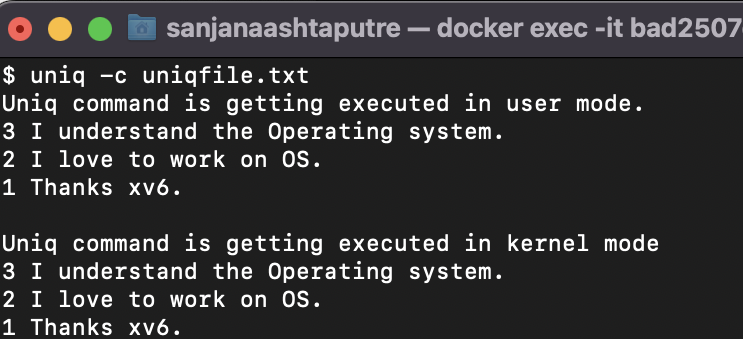 sanjanaashtaputre — docker exec -it bad2507
$ uniq -c uniqfile.txt
Uniq command is getting executed in user mode.
3 I understand the Operating system.
2 I love to work on OS.
1 Thanks xv6.
Uniq command is getting executed in kernel mode
3 I understand the Operating system.
2 I love to work on OS.
1 Thanks xv6.